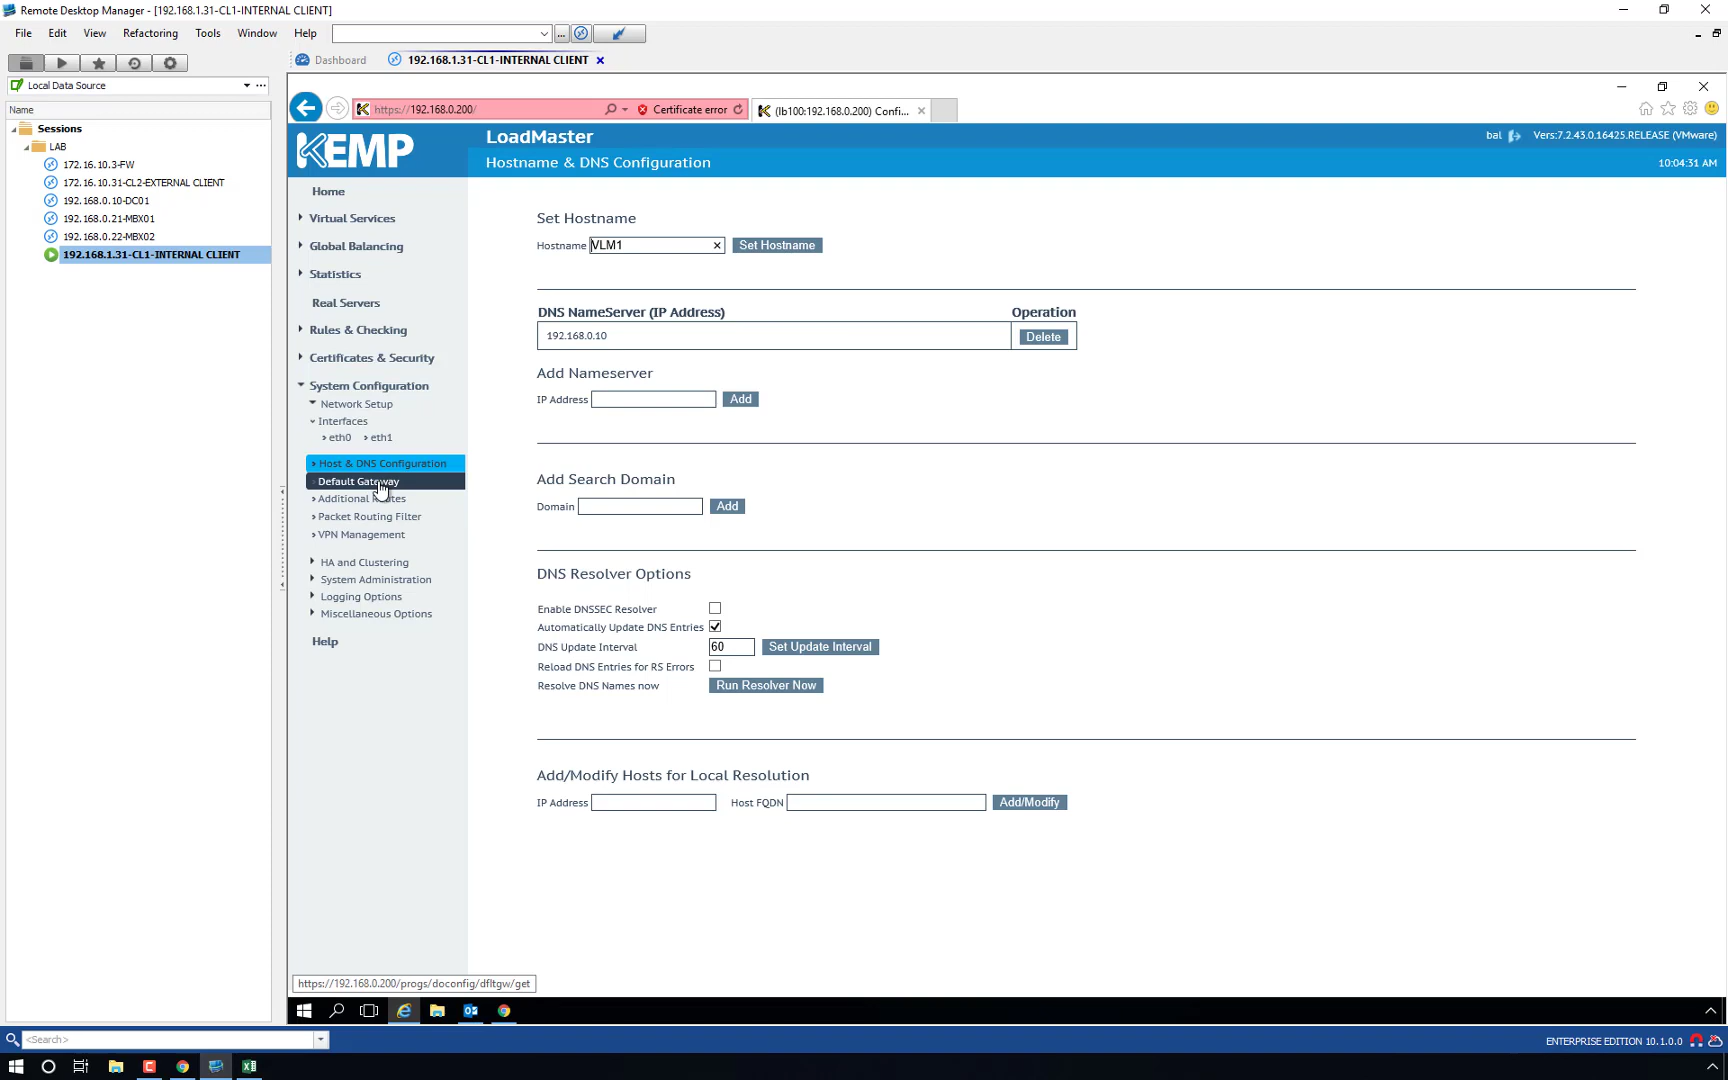 Remote Desktop Manager - [192.168.1.31-CL1-INTERNAL CLIENT]
File Edit View Refactoring Tools Window Help
...
Local Data Source
Dashboard 192.168.1.31-CL1-INTERNAL CLIENT
Name
Sessions
LAB
172.16.10.3-FW
172.16.10.31-CL2-EXTERNAL CLIENT
192.168.0.10-DC01
192.168.0.21-MBX01
192.168.0.22-MBX02
192.168.1.31-CL1-INTERNAL CLIENT
https://192.168.0.200/ Certificate error (lb100:192.168.0.200) Confi...
KEMP
LoadMaster
Hostname & DNS Configuration
bal Vers:7.2.43.0.16425.RELEASE (VMware)
10:04:31 AM
Home
Virtual Services
Global Balancing
Statistics
Real Servers
Rules & Checking
Certificates & Security
System Configuration
Network Setup
Interfaces
eth0 eth1
Host & DNS Configuration
Default Gateway
Additional Routes
Packet Routing Filter
VPN Management
HA and Clustering
System Administration
Logging Options
Miscellaneous Options
Help
Set Hostname
Hostname VLM1 Set Hostname
DNS NameServer (IP Address) Operation
192.168.0.10 Delete
Add Nameserver
IP Address Add
Add Search Domain
Domain Add
DNS Resolver Options
Enable DNSSEC Resolver
Automatically Update DNS Entries
DNS Update Interval 60 Set Update Interval
Reload DNS Entries for RS Errors
Resolve DNS Names now Run Resolver Now
Add/Modify Hosts for Local Resolution
IP Address Host FQDN Add/Modify
https://192.168.0.200/progs/doconfig/dfltgw/get
<Search>
ENTERPRISE EDITION 10.1.0.0